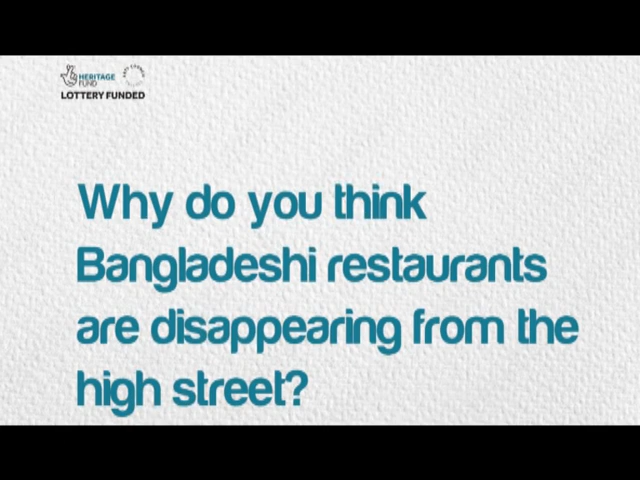 HERITAGE
FUND
LOTTERY FUNDED
Why do you think
Bangladeshi restaurants
are disappearing from the
high street?